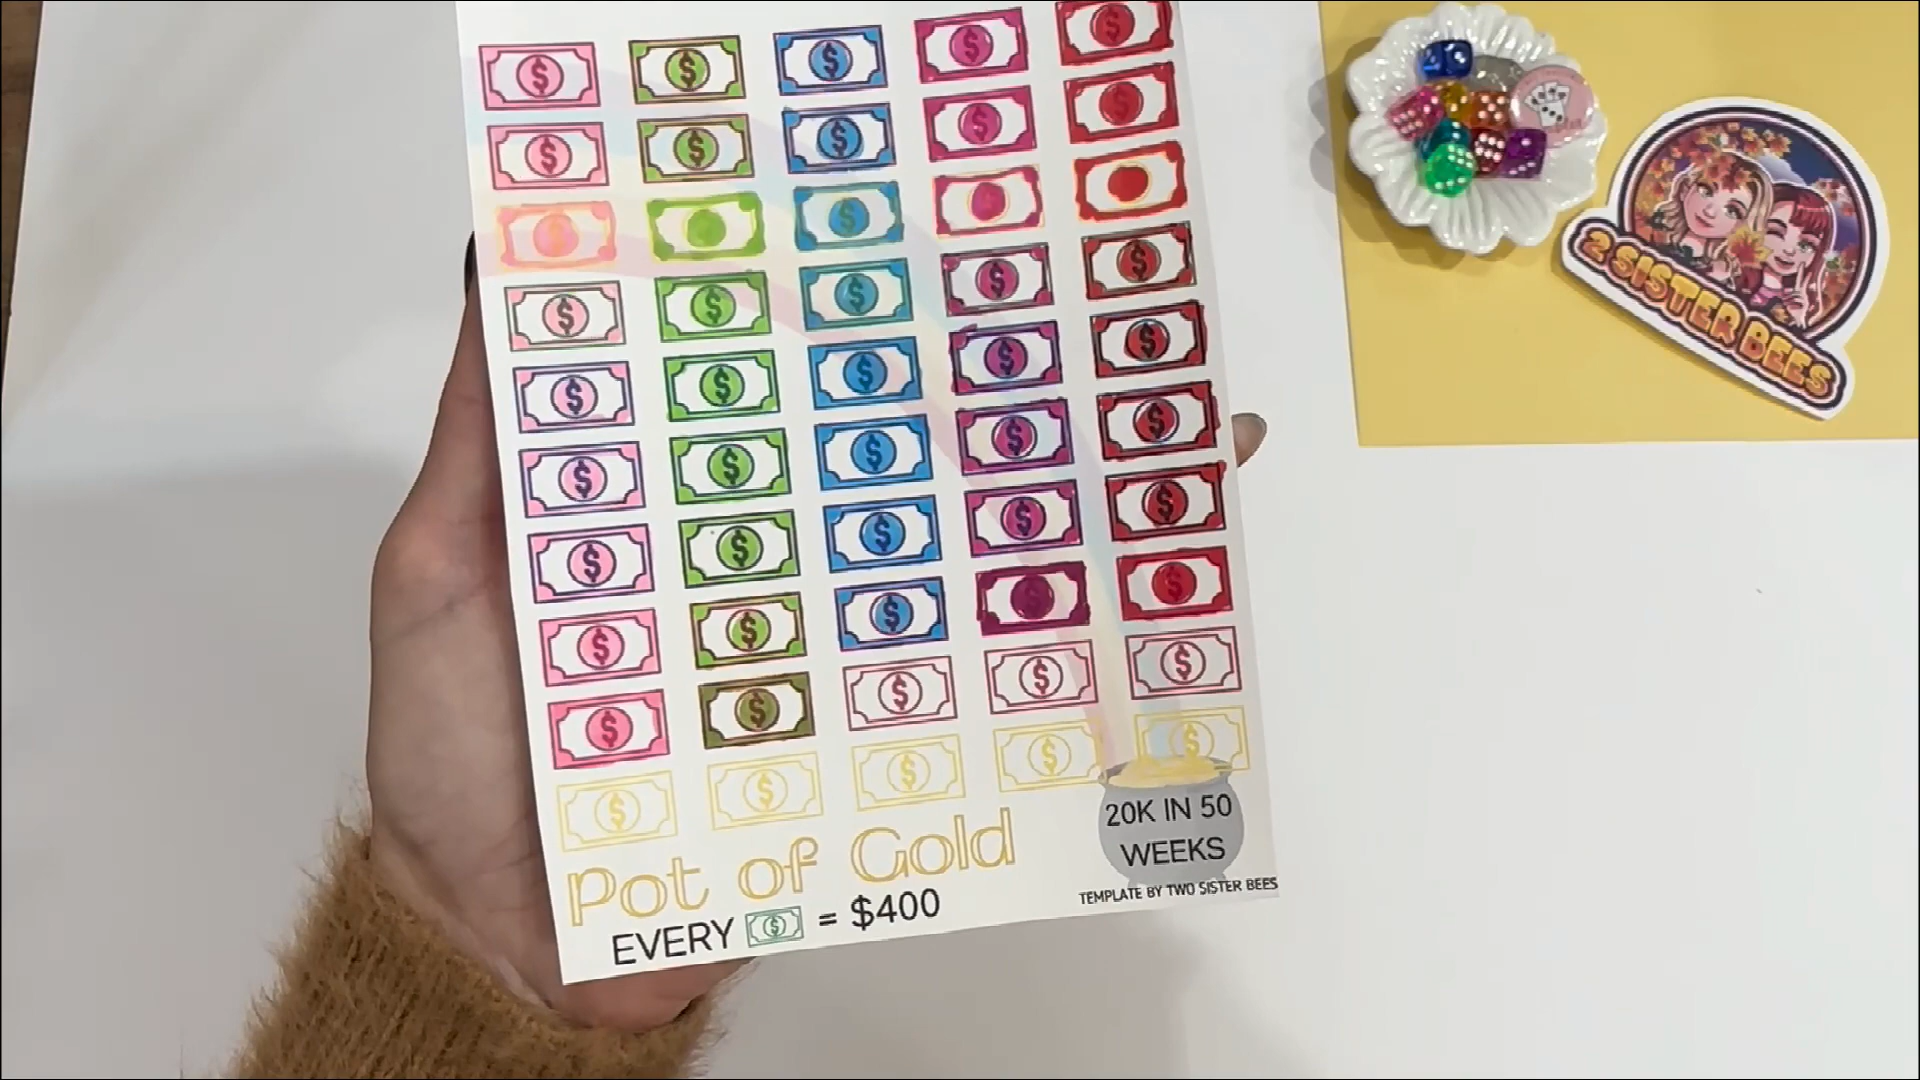 2 SISTER BEES
20K IN 50
WEEKS
Pot of Gold
TEMPLATE BY TWO SISTER BEES
EVERY = $400